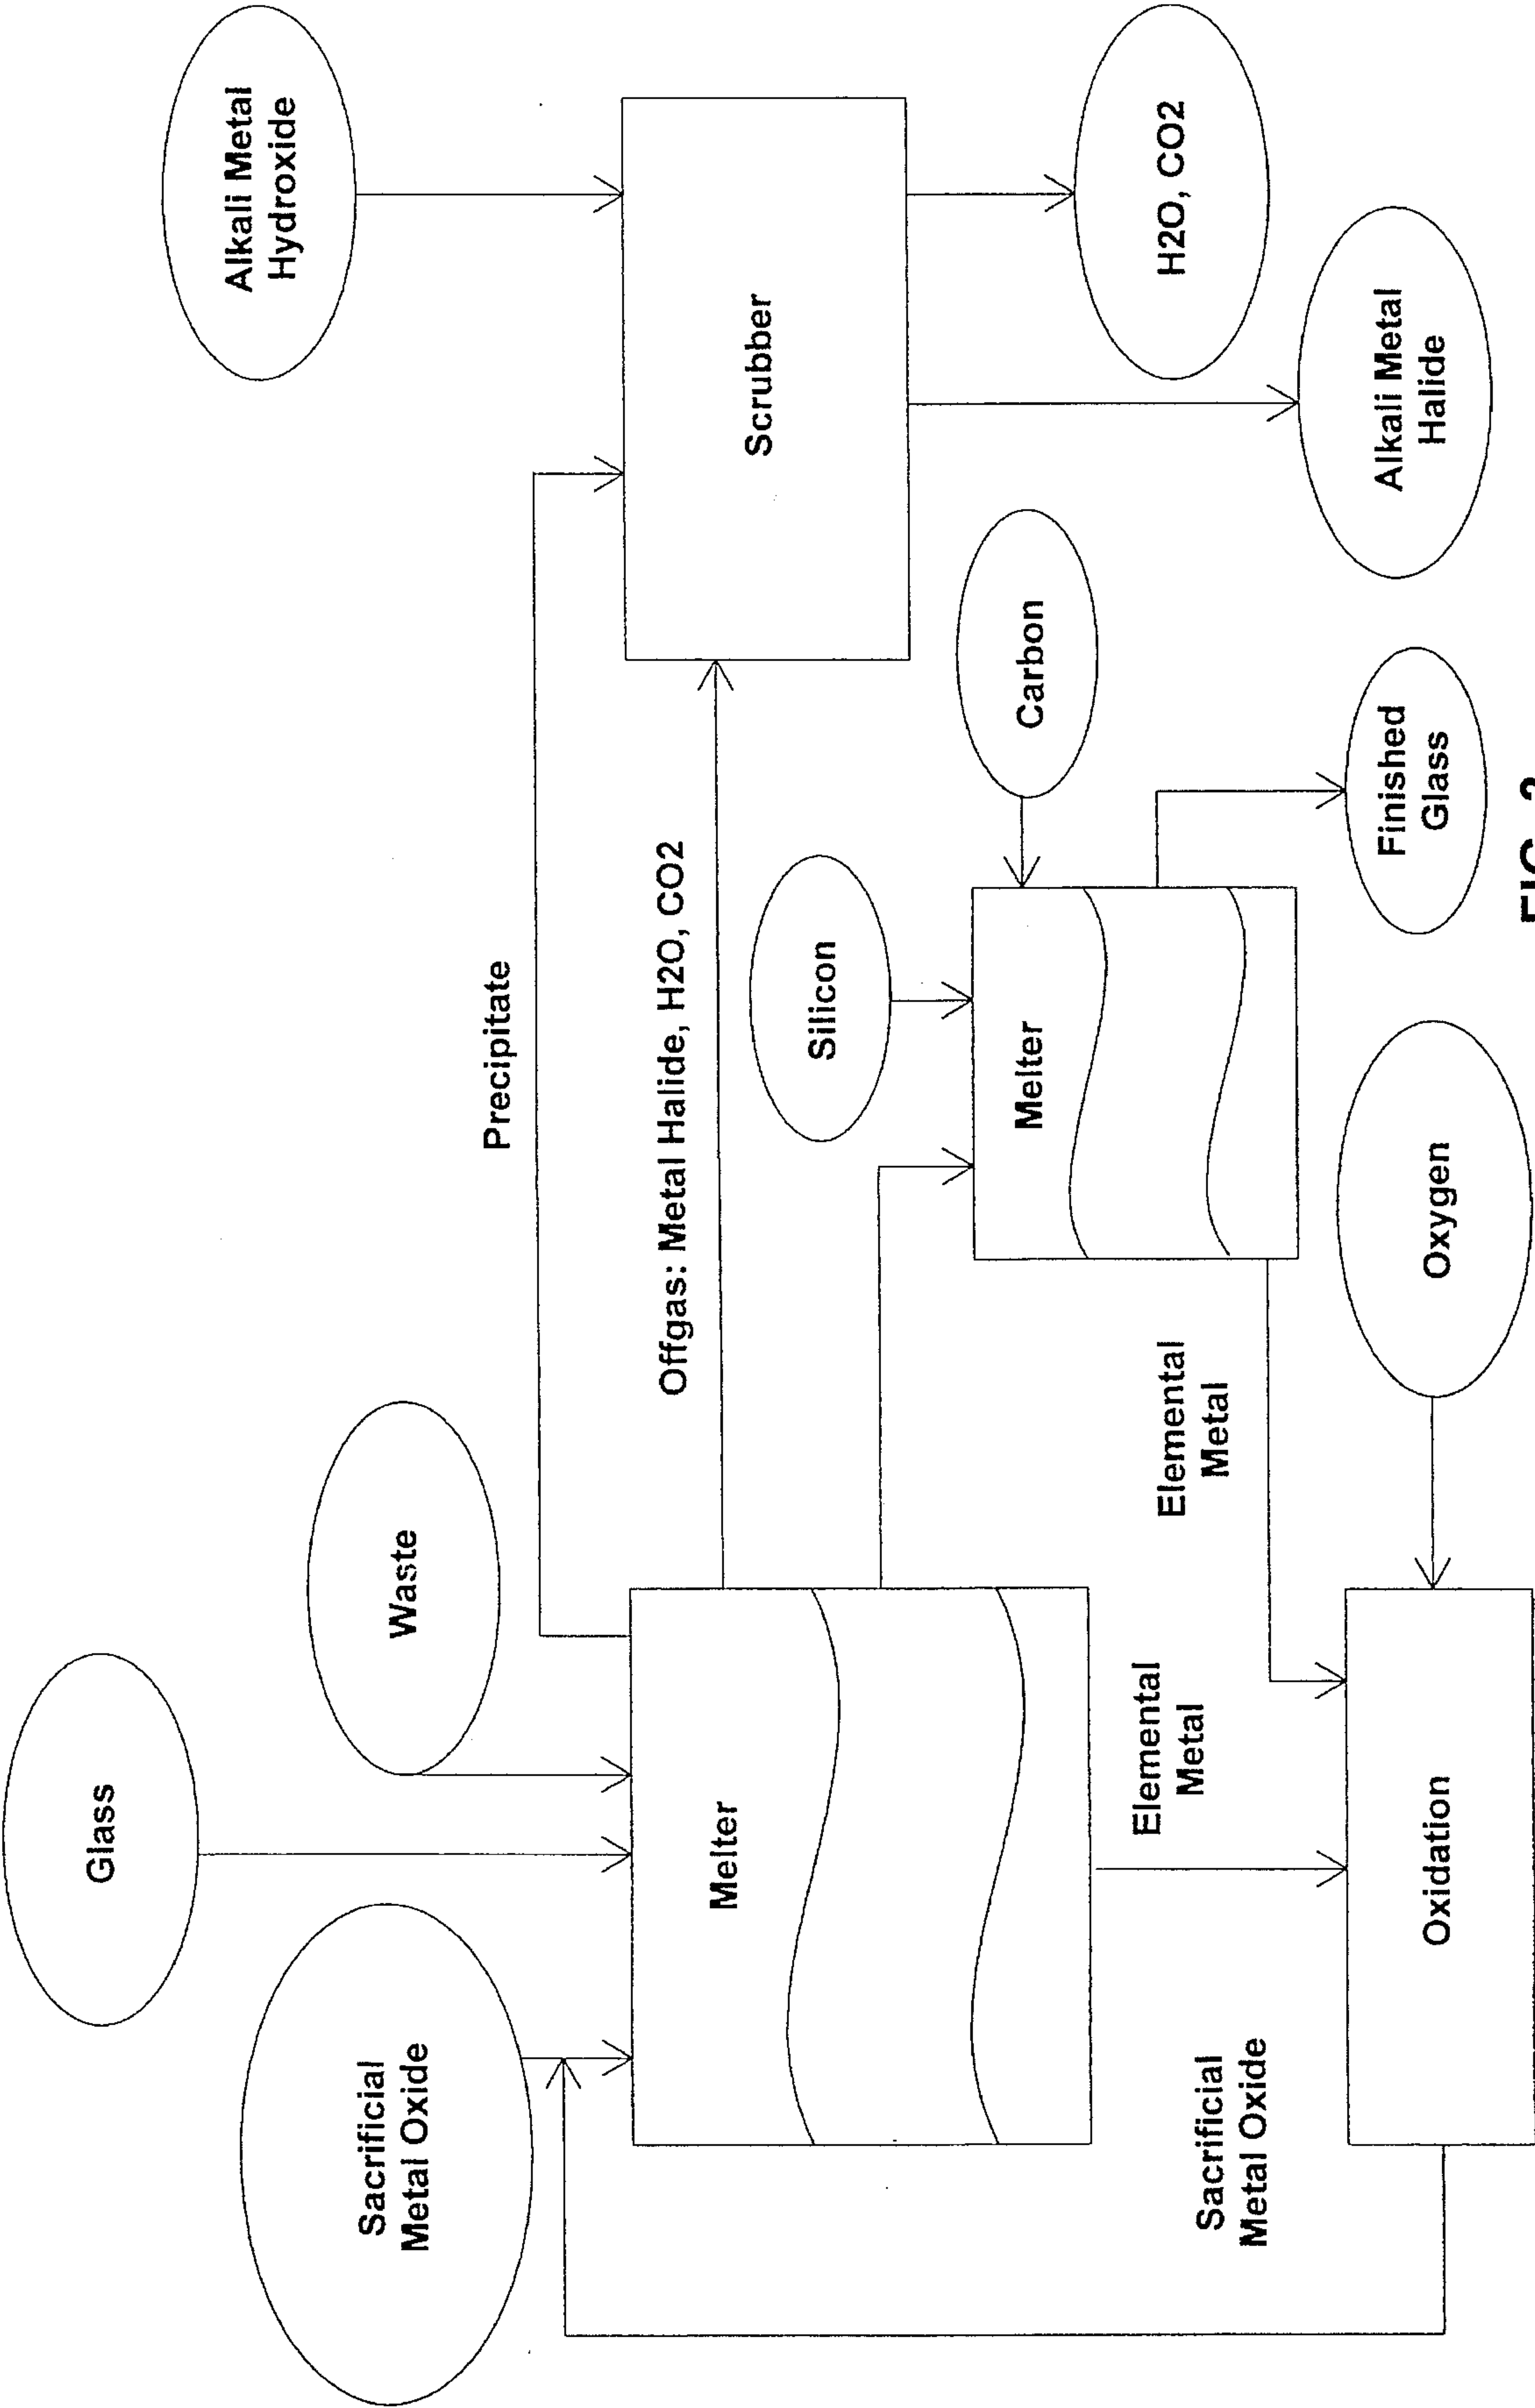 Glass
Alkali Metal
Hydroxide
Sacrificial
Metal Oxide
Waste
Precipitate
Offgas: Metal Halide, H2O, CO2
Melter
Scrubber
Silicon
Melter
Carbon
Elemental
Metal
Elemental
Metal
H2O, CO2
Sacrificial
Metal Oxide
Alkali Metal
Halide
Finished
Glass
Oxidation
Oxygen
FIG.